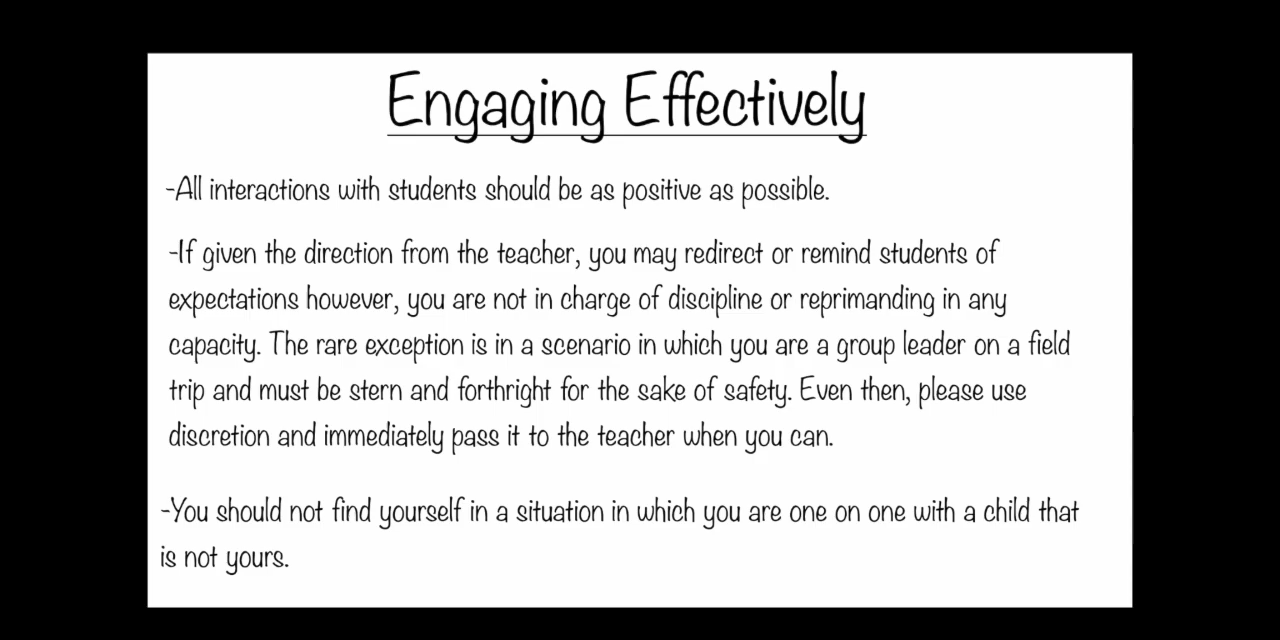 Engaging Effectively
-All interactions with students should be as positive as possible.
-If given the direction from the teacher, you may redirect or remind students of
expectations however, you are not in charge of discipline or reprimanding in any
capacity. The rare exception is in a scenario in which you are a group leader on a field
trip and must be stern and forthright for the sake of safety. Even then, please use
discretion and immediately pass it to the teacher when you can.
-You should not find yourself in a situation in which you are one on one with a child that
is not yours.